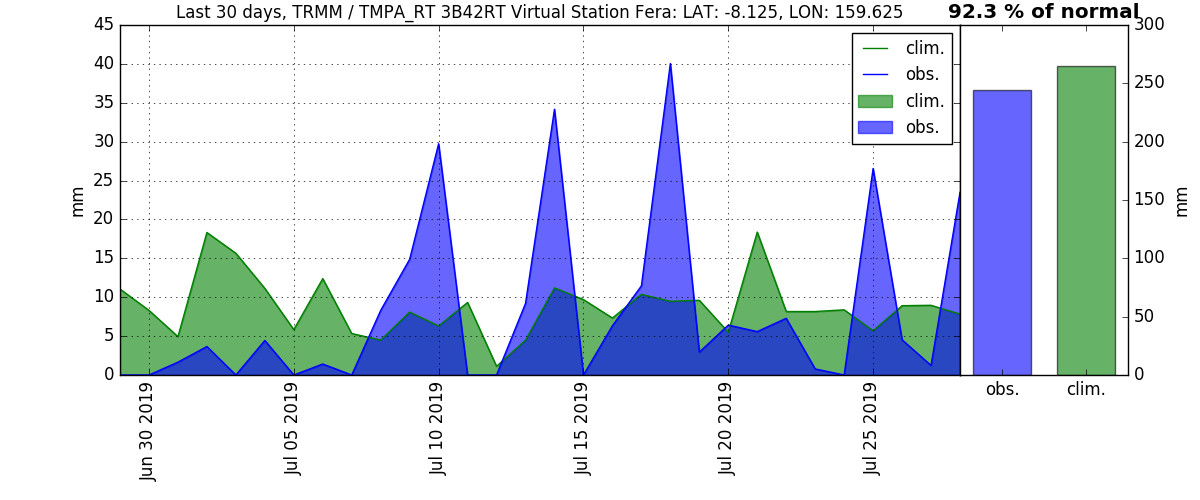 Last 30 days, TRMM / TMPA_RT 3B42RT Virtual Station Fera: LAT: -8.125, LON: 159.625
92.3 % of normal
45
40
35
30
25
20
15
10
5
0
mm
clim.
obs.
clim.
obs.
Jun 30 2019
Jul 05 2019
Jul 10 2019
Jul 15 2019
Jul 20 2019
Jul 25 2019
300
250
200
150
100
50
0
mm
obs.
clim.